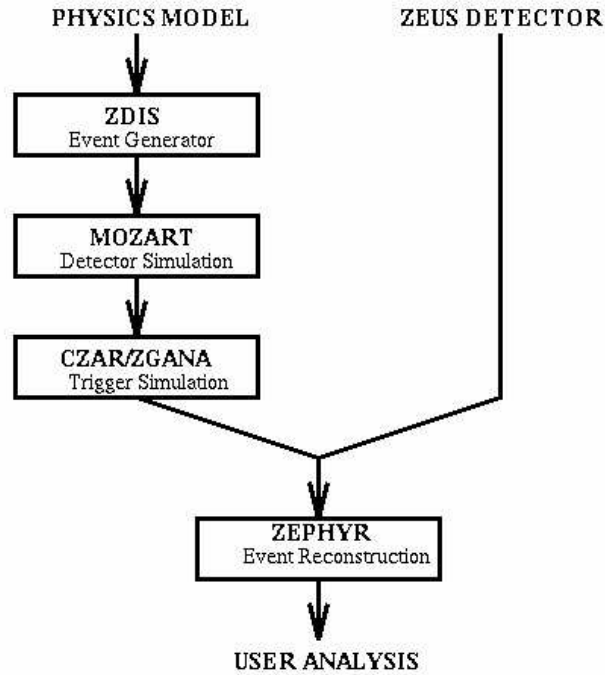 PHYSICS MODEL
ZEUS DETECTOR
ZDIS
Event Generator
MOZART
Detector Simulation
CZAR/ZGANA
Trigger Simulation
ZEPHYR
Event Reconstruction
USER ANALYSIS